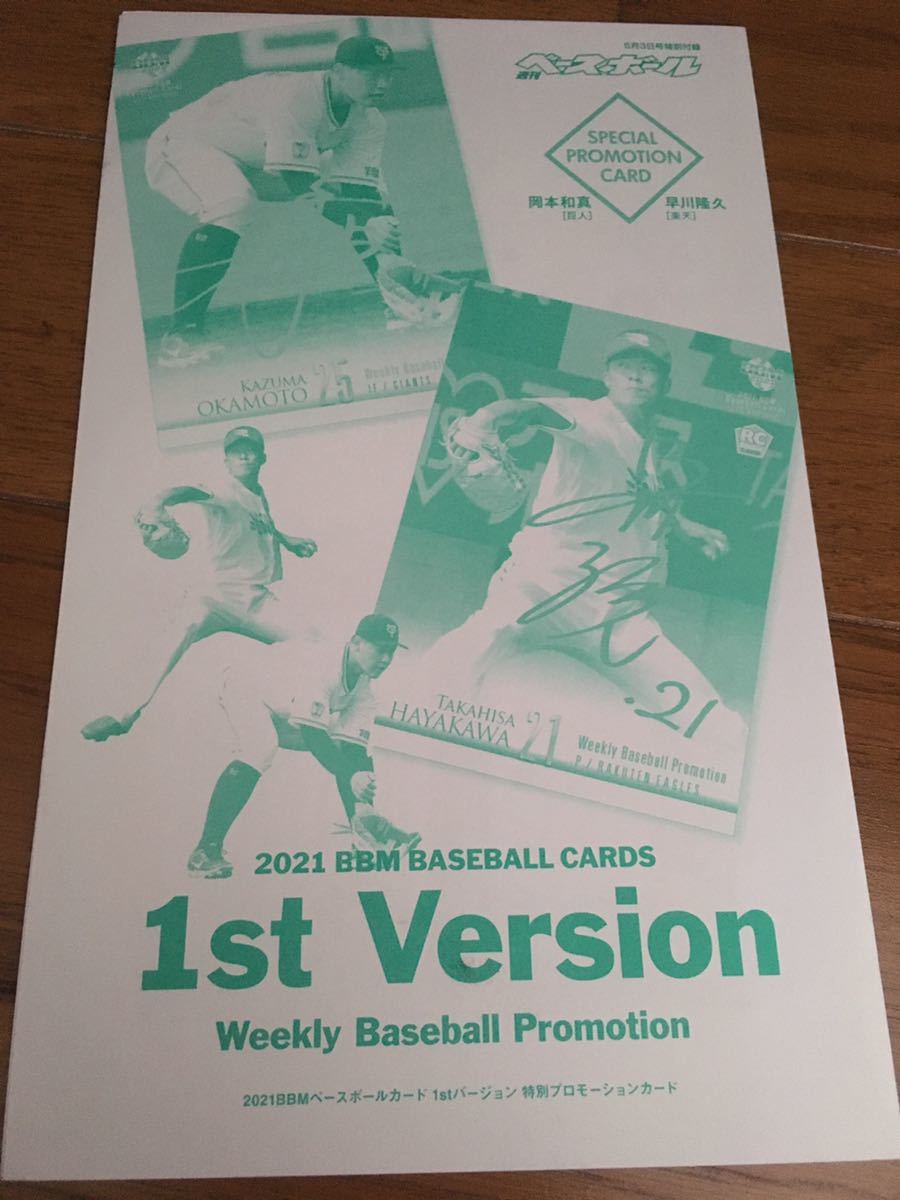 5月3日号特別付録
週刊
ベースボール
SPECIAL
PROMOTION
CARD
岡本和真
[巨人]
早川隆久
[楽天]
KAZUMA
OKAMOTO
25
Weekly Baseball
IF / GIANTS
RC
TAKAHISA
HAYAKAWA
21
Weekly Baseball Promotion
P / RAKUTEN EAGLES
.21
2021 BBM BASEBALL CARDS
1st Version
Weekly Baseball Promotion
2021BBMベースボールカード 1stバージョン 特別プロモーションカード